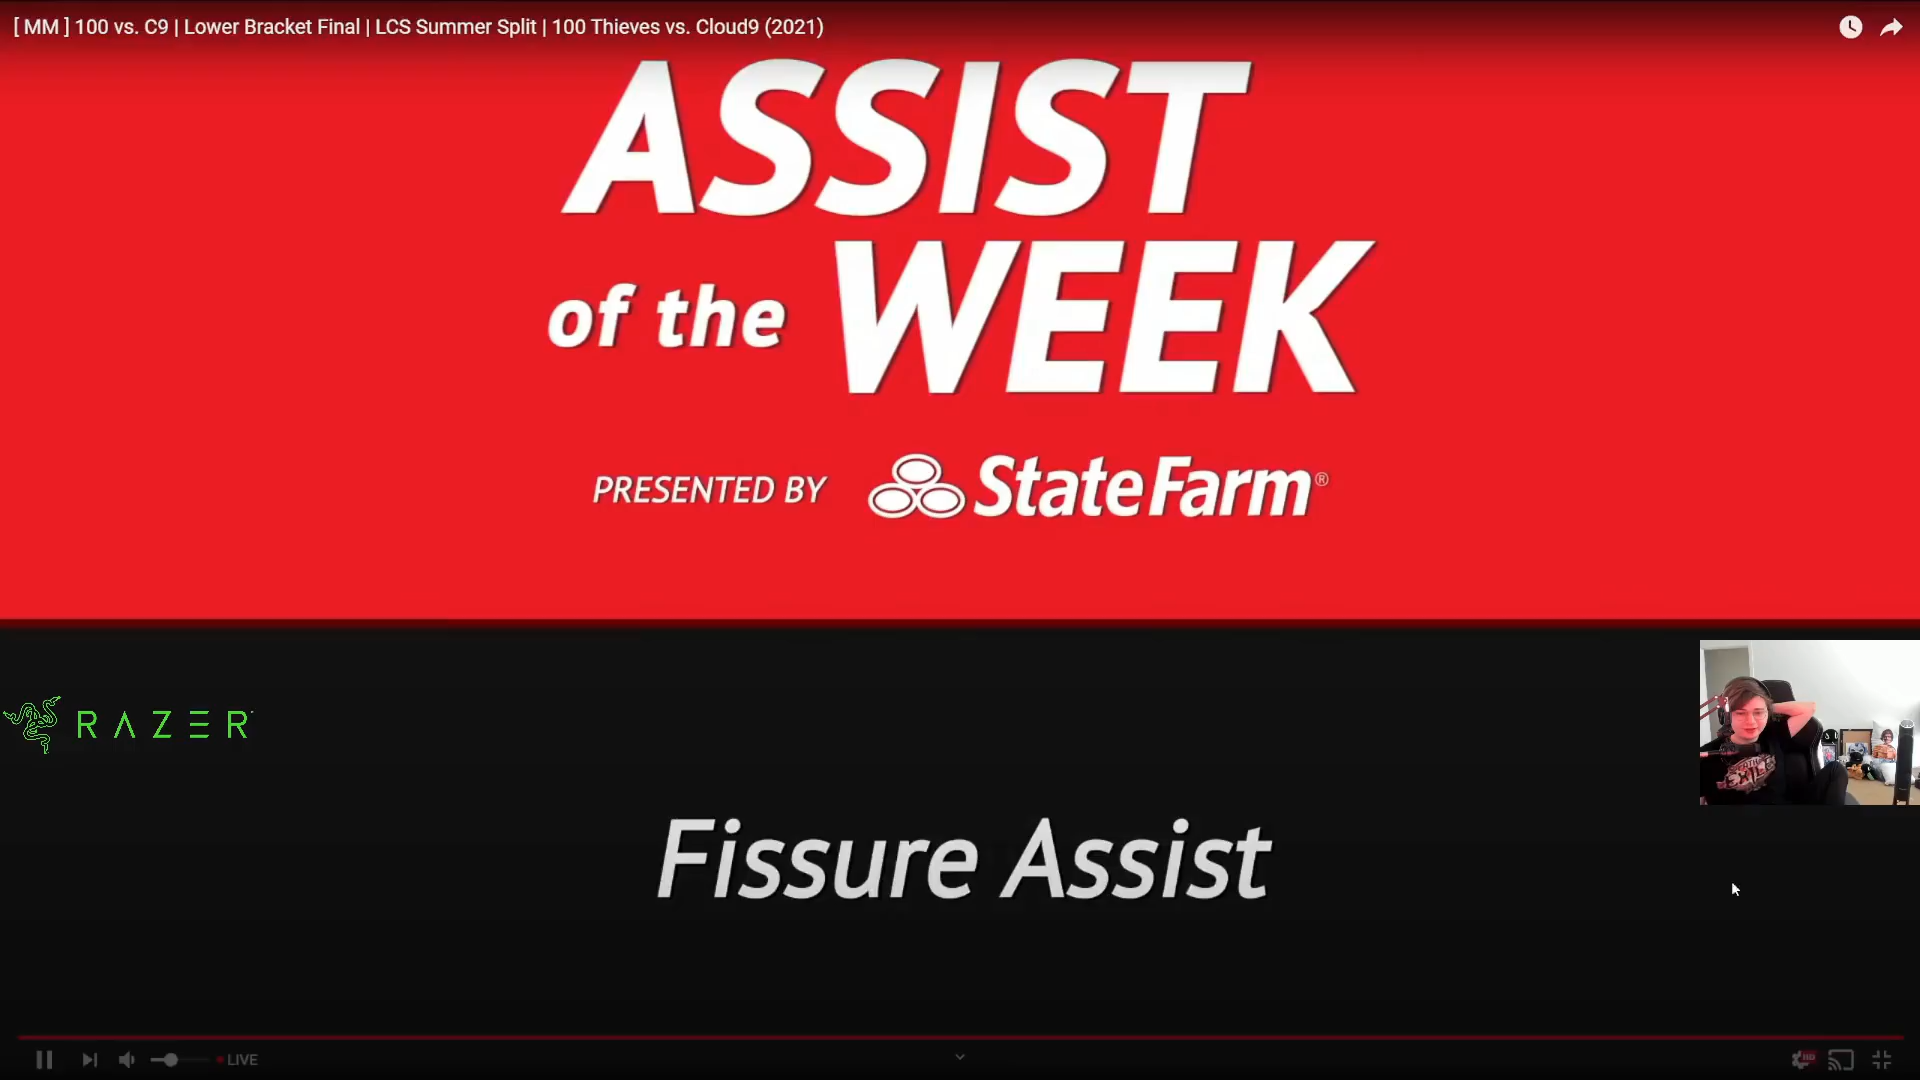 [ MM ] 100 vs. C9 | Lower Bracket Final | LCS Summer Split | 100 Thieves vs. Cloud9 (2021)
ASSIST
of the WEEK
PRESENTED BY StateFarm®
RAZER
Fissure Assist
LIVE
HD